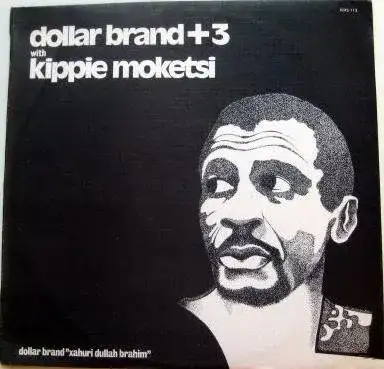 dollar brand+3
with
kippie moketsi
dollar brand "xahuri dullah brahim"